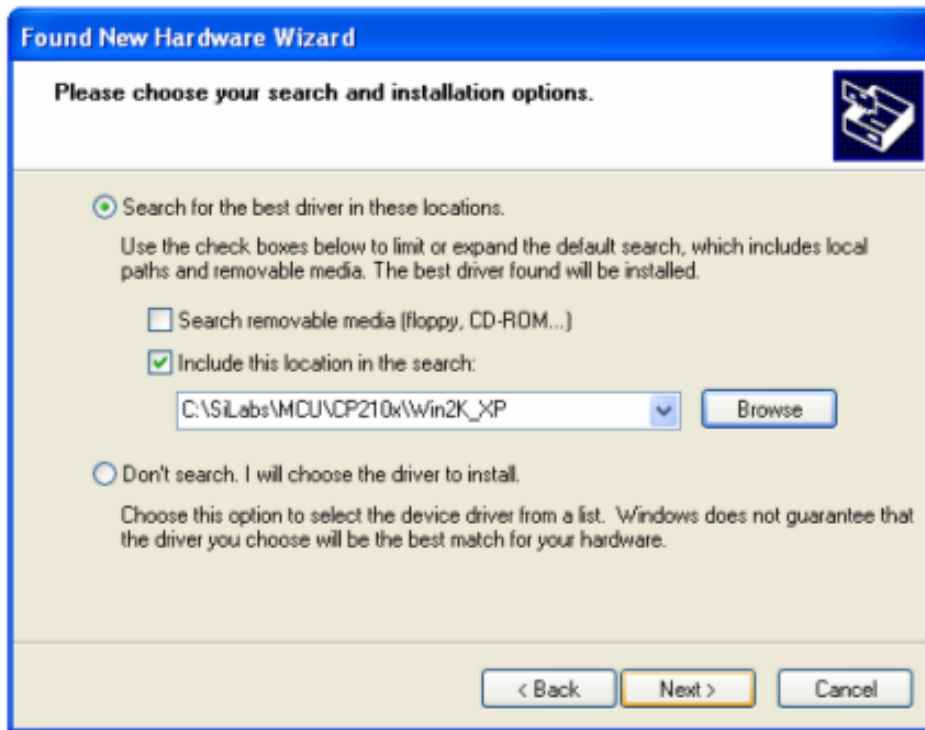 Found New Hardware Wizard
Please choose your search and installation options.
Search for the best driver in these locations.
Use the check boxes below to limit or expand the default search, which includes local
paths and removable media. The best driver found will be installed.
Search removable media (floppy, CD-ROM...)
Include this location in the search:
C:\SiLabs\MCU\CP210x\Win2K_XP
Browse
Don't search. I will choose the driver to install.
Choose this option to select the device driver from a list.  Windows does not guarantee that
the driver you choose will be the best match for your hardware.
< Back
Next >
Cancel